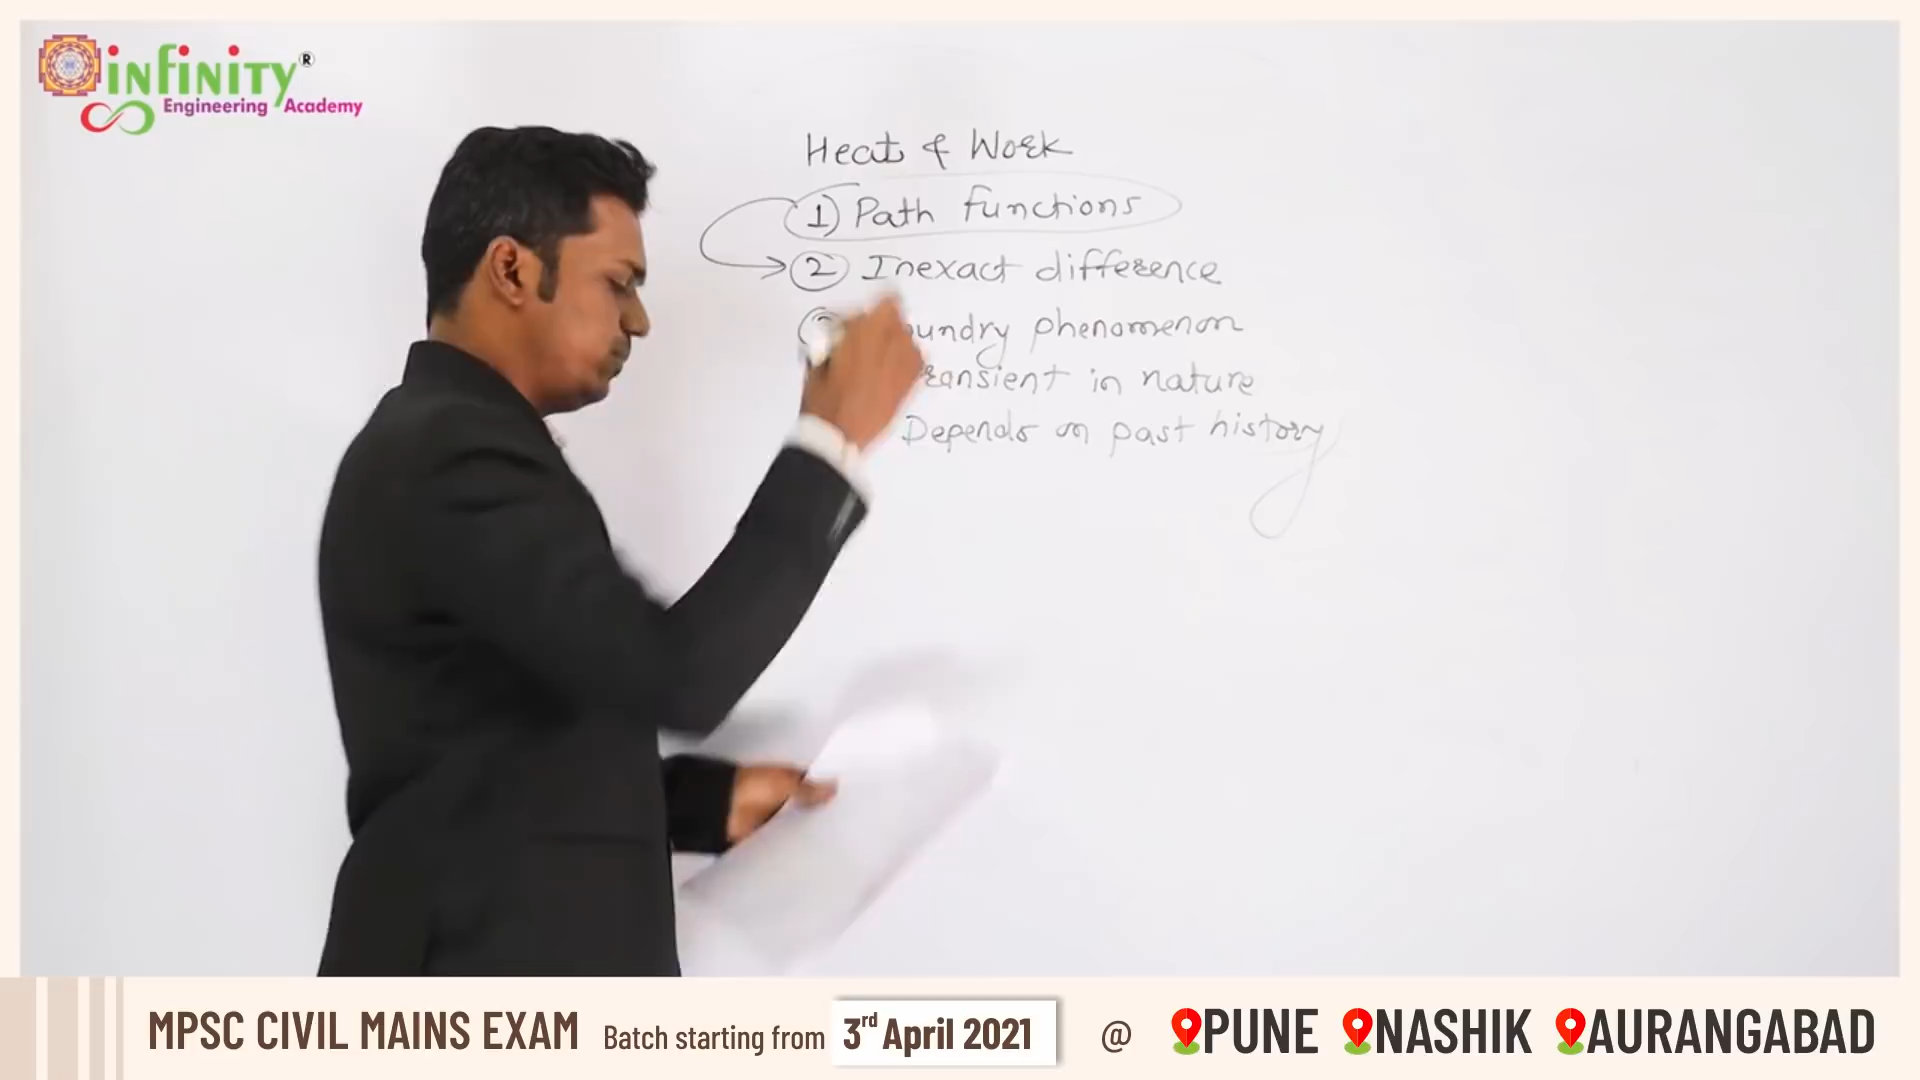 infinity®
Engineering Academy
Heat & Work
1) Path functions
2 Inexact difference
phenomenon
in nature
Depends on past history
MPSC CIVIL MAINS EXAM Batch starting from 3rd April 2021 @ PUNE NASHIK AURANGABAD